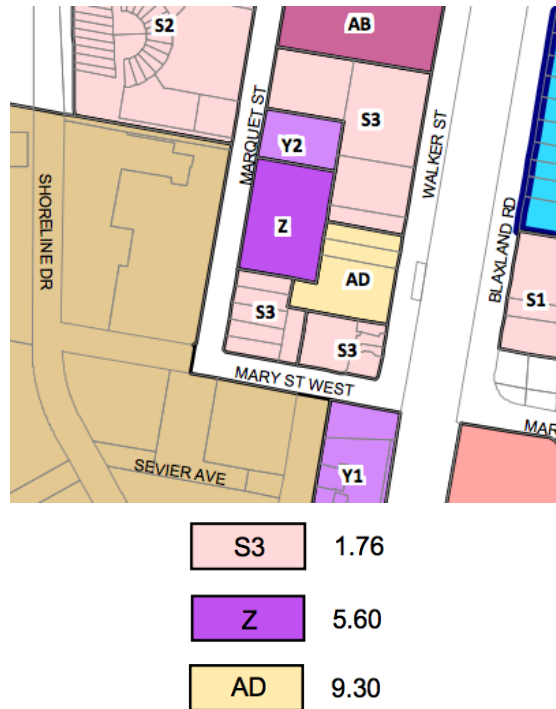 S2
AB
MARQUET ST
S3
Y2
WALKER ST
SHORELINE DR
Z
BLAXLAND RD
AD
S1
S3
S3
MARY ST WEST
MAR
SEVIER AVE
Y1
S3 1.76
Z 5.60
AD 9.30